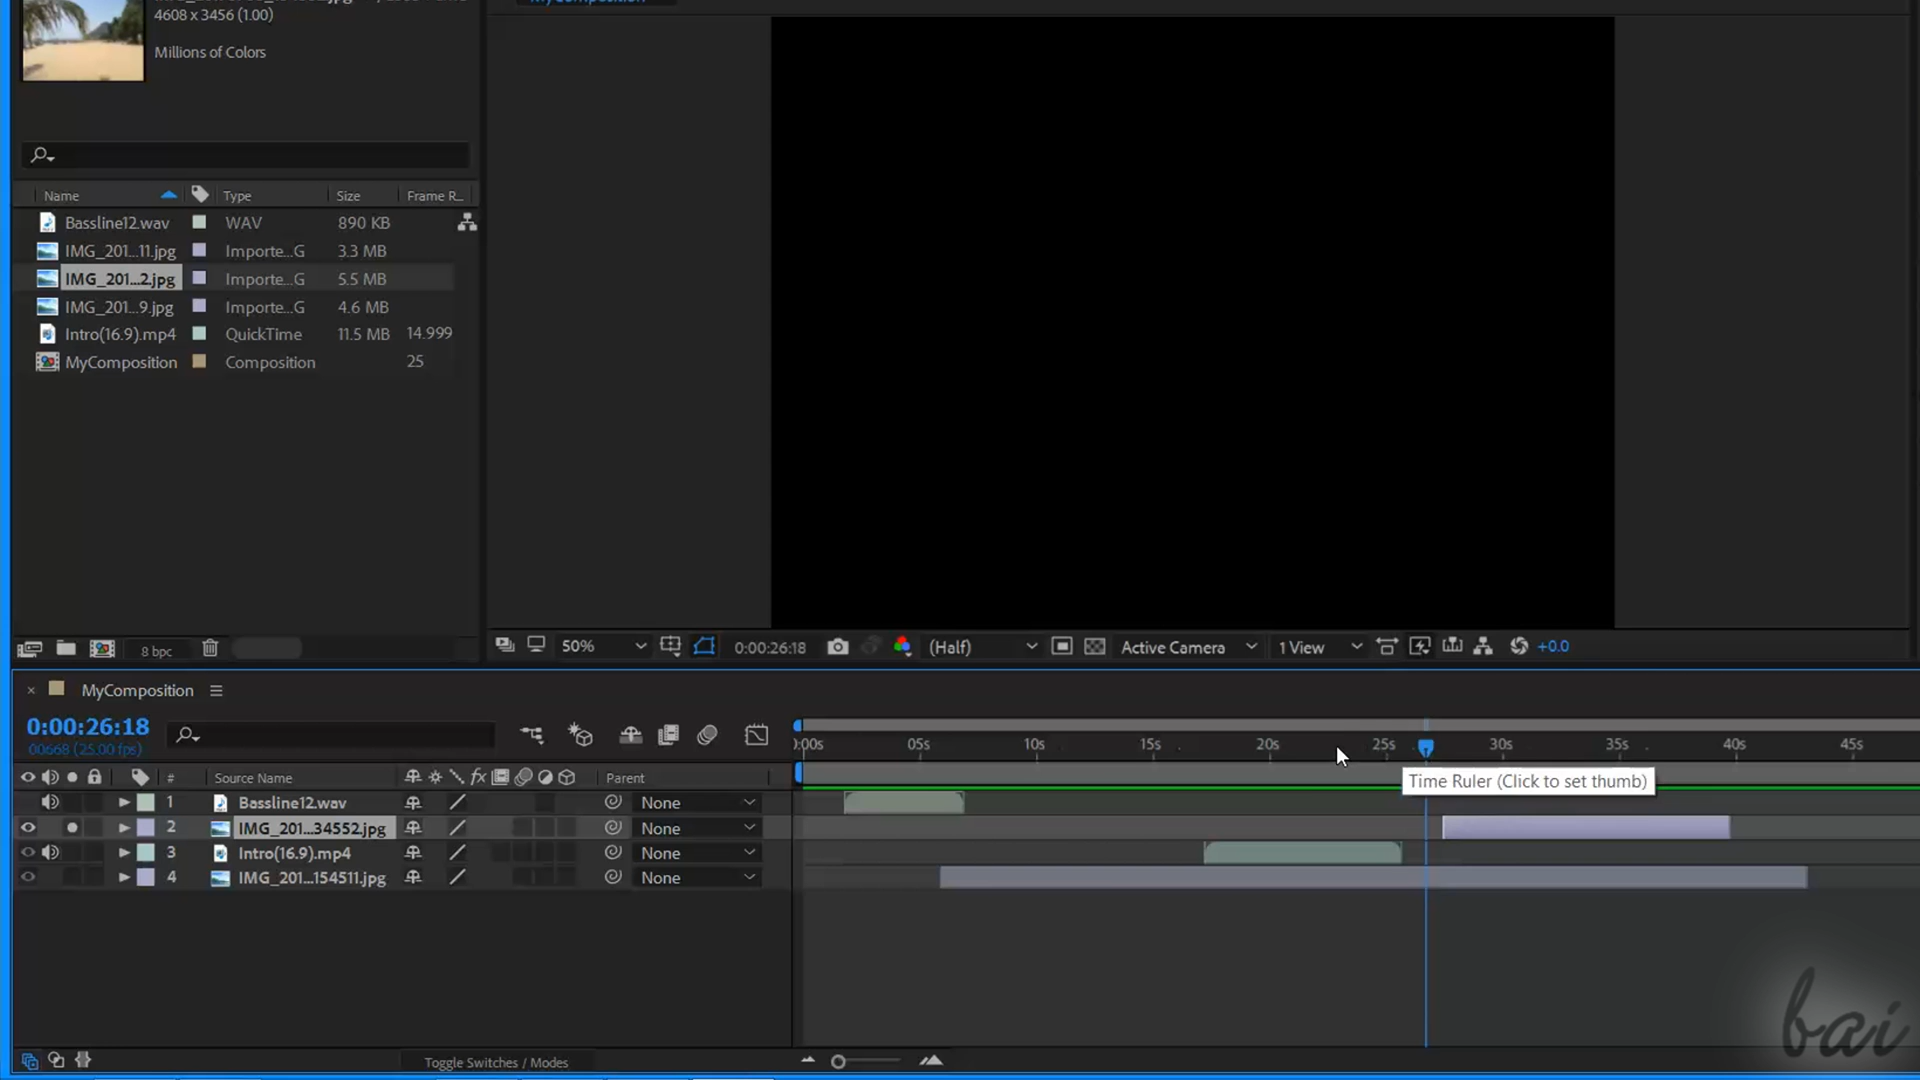 4608 x 3456 (1.00)
Millions of Colors
MyComposition
Name Type Size Frame R...
Bassline12.wav WAV 890 KB
IMG_201...11.jpg Importe...G 3.3 MB
IMG_201...2.jpg Importe...G 5.5 MB
IMG_201...9.jpg Importe...G 4.6 MB
Intro(16.9).mp4 QuickTime 11.5 MB 14.999
MyComposition Composition 25
8 bpc
50% 0:00:26:18 (Half) Active Camera 1 View +0.0
× MyComposition
0:00:26:18
00668 (25.00 fps)
):00s 05s 10s 15s 20s 25s 30s 35s 40s 45s
# Source Name fx Parent
Time Ruler (Click to set thumb)
1 Bassline12.wav None
2 IMG_201...34552.jpg None
3 Intro(16.9).mp4 None
4 IMG_201...154511.jpg None
Toggle Switches / Modes
bai